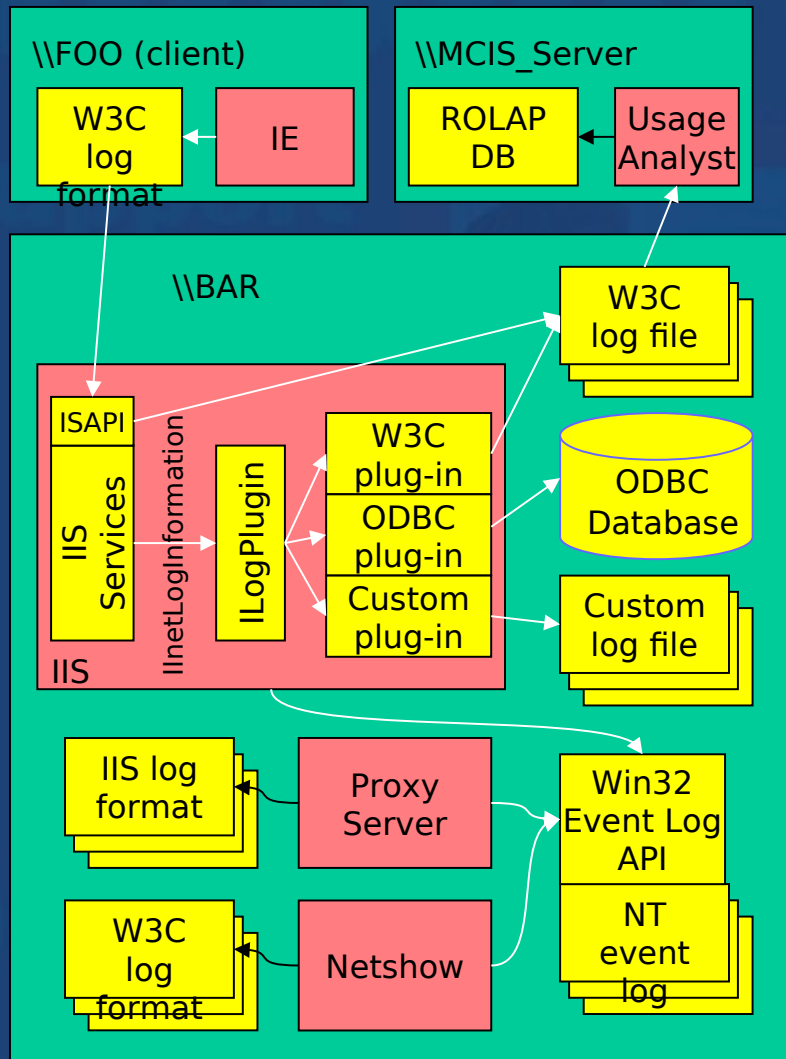 \\FOO (client)
W3C
log
format
IE
\\MCIS_Server
ROLAP
DB
Usage
Analyst
\\BAR
W3C
log file
ISAPI
IIS
Services
IInetLogInformation
ILogPlugin
W3C
plug-in
ODBC
plug-in
Custom
plug-in
IIS
ODBC
Database
Custom
log file
IIS log
format
Proxy
Server
Win32
Event Log
API
W3C
log
format
Netshow
NT
event
log